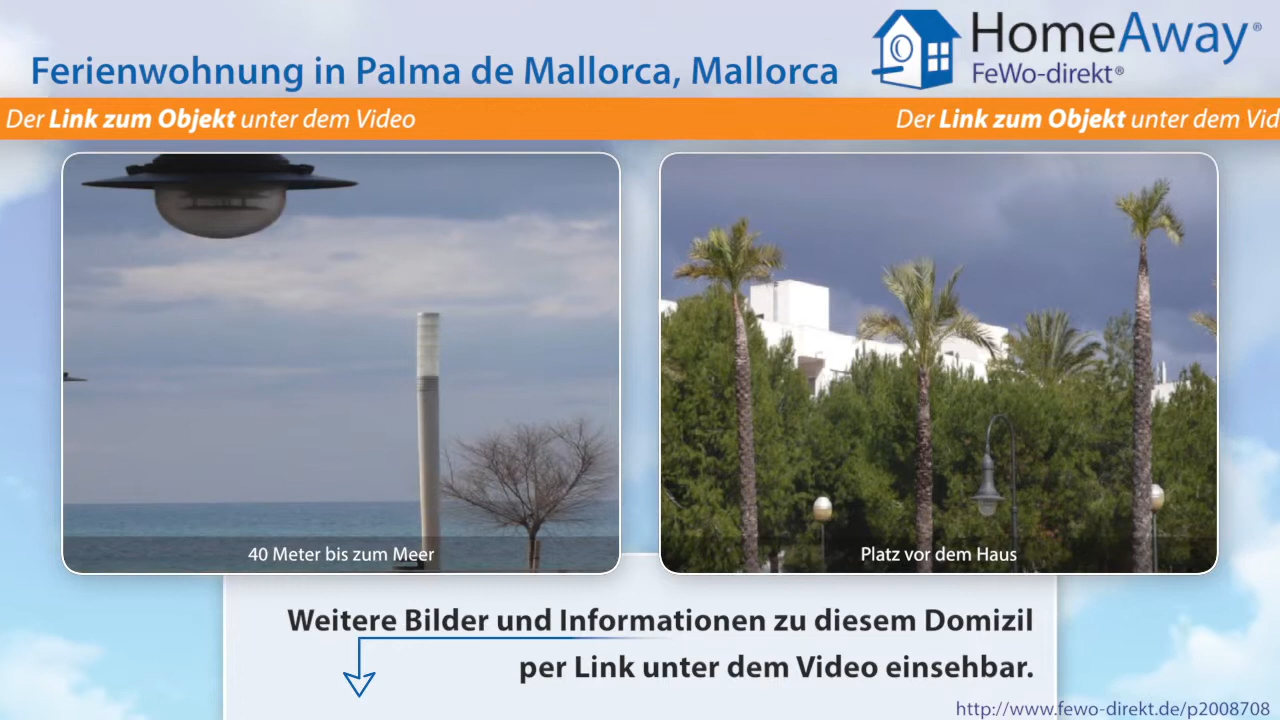 Ferienwohnung in Palma de Mallorca, Mallorca
HomeAway®
FeWo-direkt®
Der Link zum Objekt unter dem Video
Der Link zum Objekt unter dem Vid
40 Meter bis zum Meer
Platz vor dem Haus
Weitere Bilder und Informationen zu diesem Domizil
per Link unter dem Video einsehbar.
http://www.fewo-direkt.de/p2008708